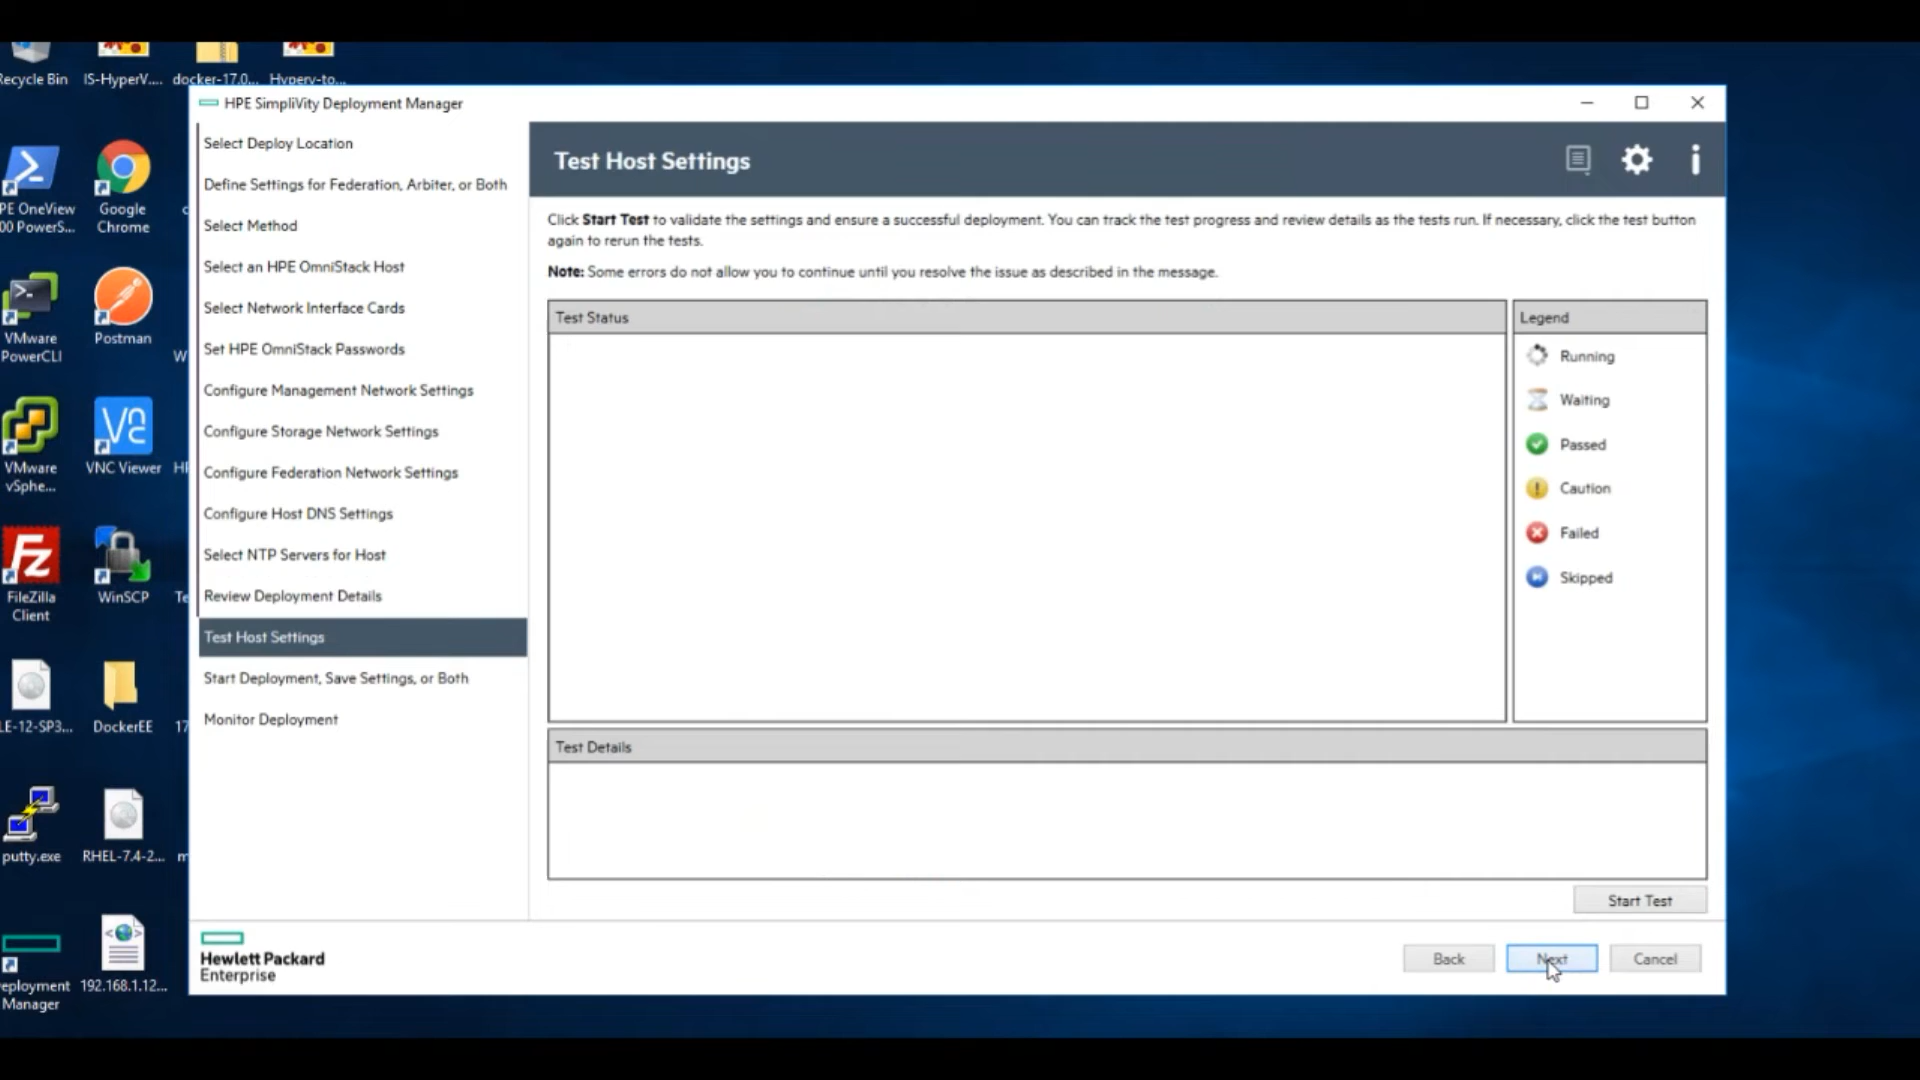 Recycle Bin
IS-HyperV....
docker-17.0...
Hyperv-to...
PE OneView
00 PowerS...
Google
Chrome
VMware
PowerCLI
Postman
VMware
vSphe...
VNC Viewer
FileZilla
Client
WinSCP
LE-12-SP3...
DockerEE
putty.exe
RHEL-7.4-2...
eployment
Manager
192.168.1.12...
HPE SimpliVity Deployment Manager
Select Deploy Location
Define Settings for Federation, Arbiter, or Both
Select Method
Select an HPE OmniStack Host
Select Network Interface Cards
Set HPE OmniStack Passwords
Configure Management Network Settings
Configure Storage Network Settings
Configure Federation Network Settings
Configure Host DNS Settings
Select NTP Servers for Host
Review Deployment Details
Test Host Settings
Start Deployment, Save Settings, or Both
Monitor Deployment
Test Host Settings
Click Start Test to validate the settings and ensure a successful deployment. You can track the test progress and review details as the tests run. If necessary, click the test button
again to rerun the tests.
Note: Some errors do not allow you to continue until you resolve the issue as described in the message.
Test Status
Legend
Running
Waiting
Passed
Caution
Failed
Skipped
Test Details
Start Test
Hewlett Packard
Enterprise
Back
Next
Cancel